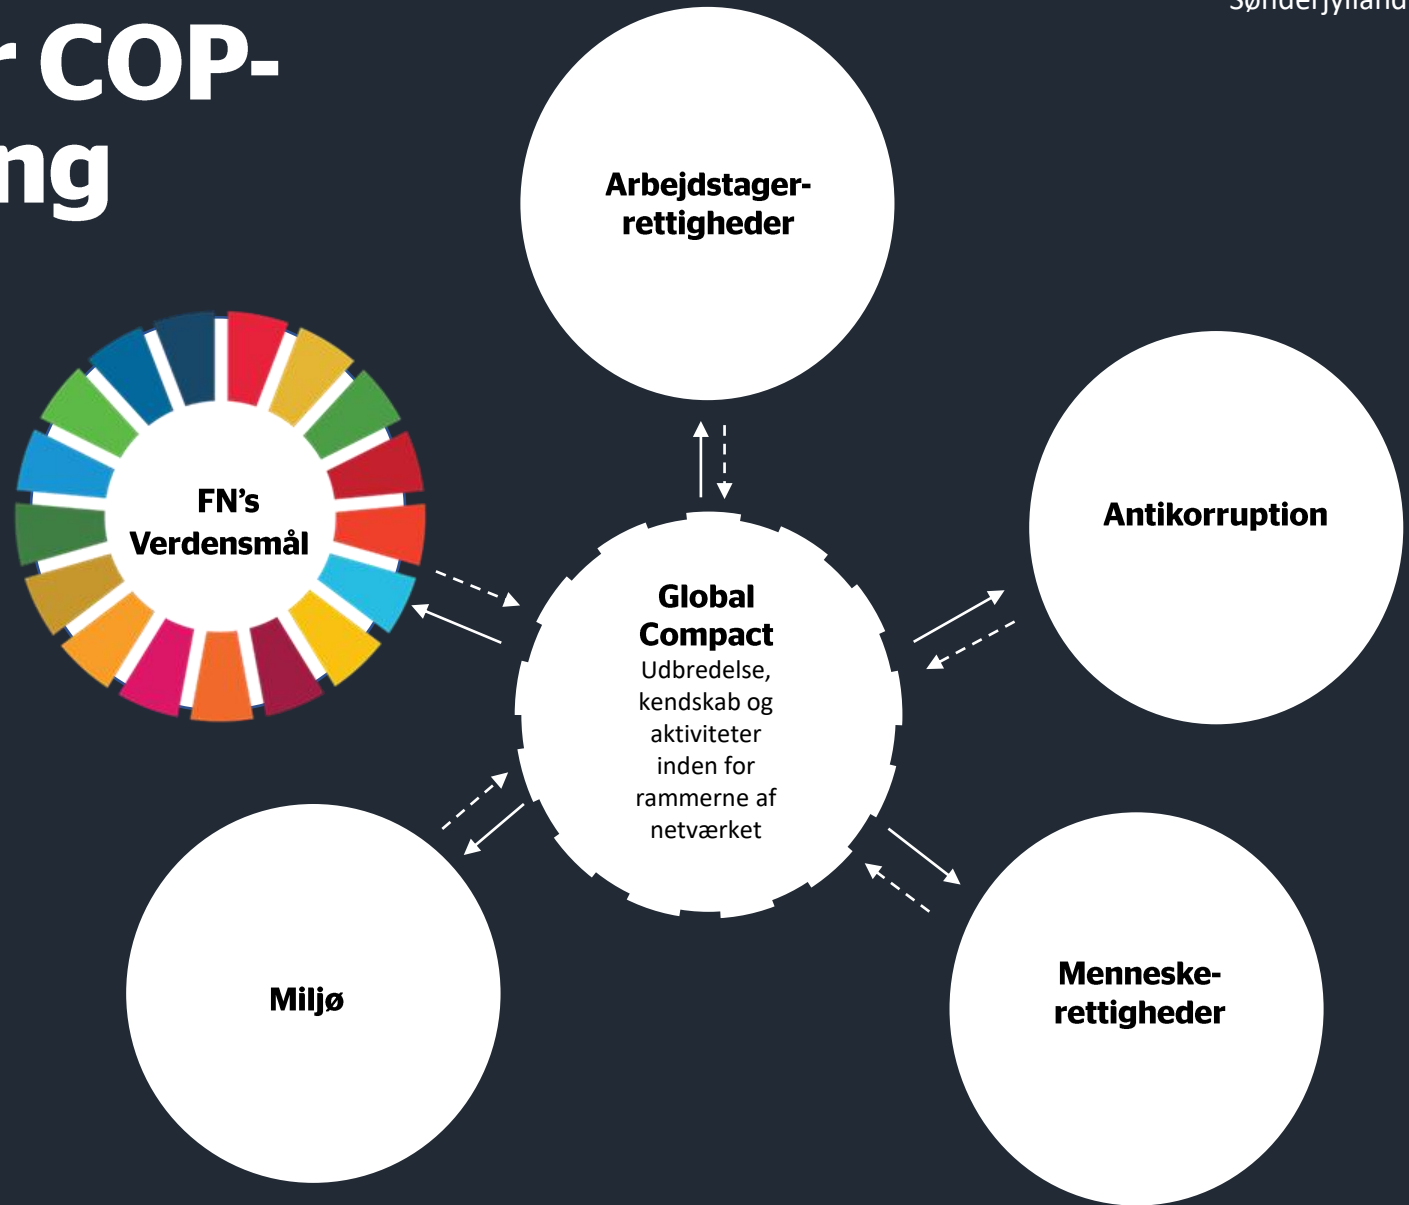 Sønderjylland
r COP-
ng
Arbejdstager-
rettigheder
FN's
Verdensmål
Antikorruption
Global
Compact
Udbredelse,
kendskab og
aktiviteter
inden for
rammerne af
netværket
Miljø
Menneske-
rettigheder